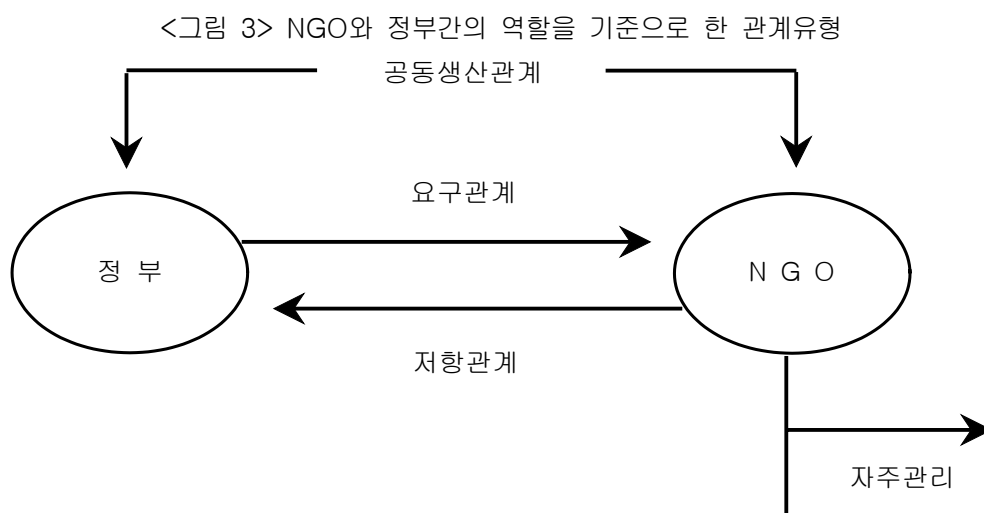 <그림 3> NGO와 정부간의 역할을 기준으로 한 관계유형
공동생산관계
요구관계
정 부
N G O
저항관계
자주관리